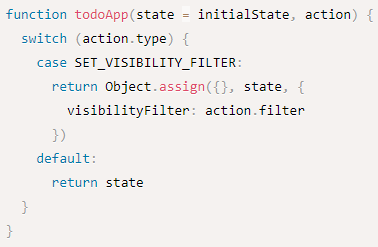 function todoApp(state = initialState, action) {
  switch (action.type) {
    case SET_VISIBILITY_FILTER:
      return Object.assign({}, state, {
        visibilityFilter: action.filter
      })
    default:
      return state
  }
}